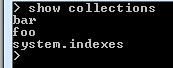 > show collections
bar
foo
system.indexes
>